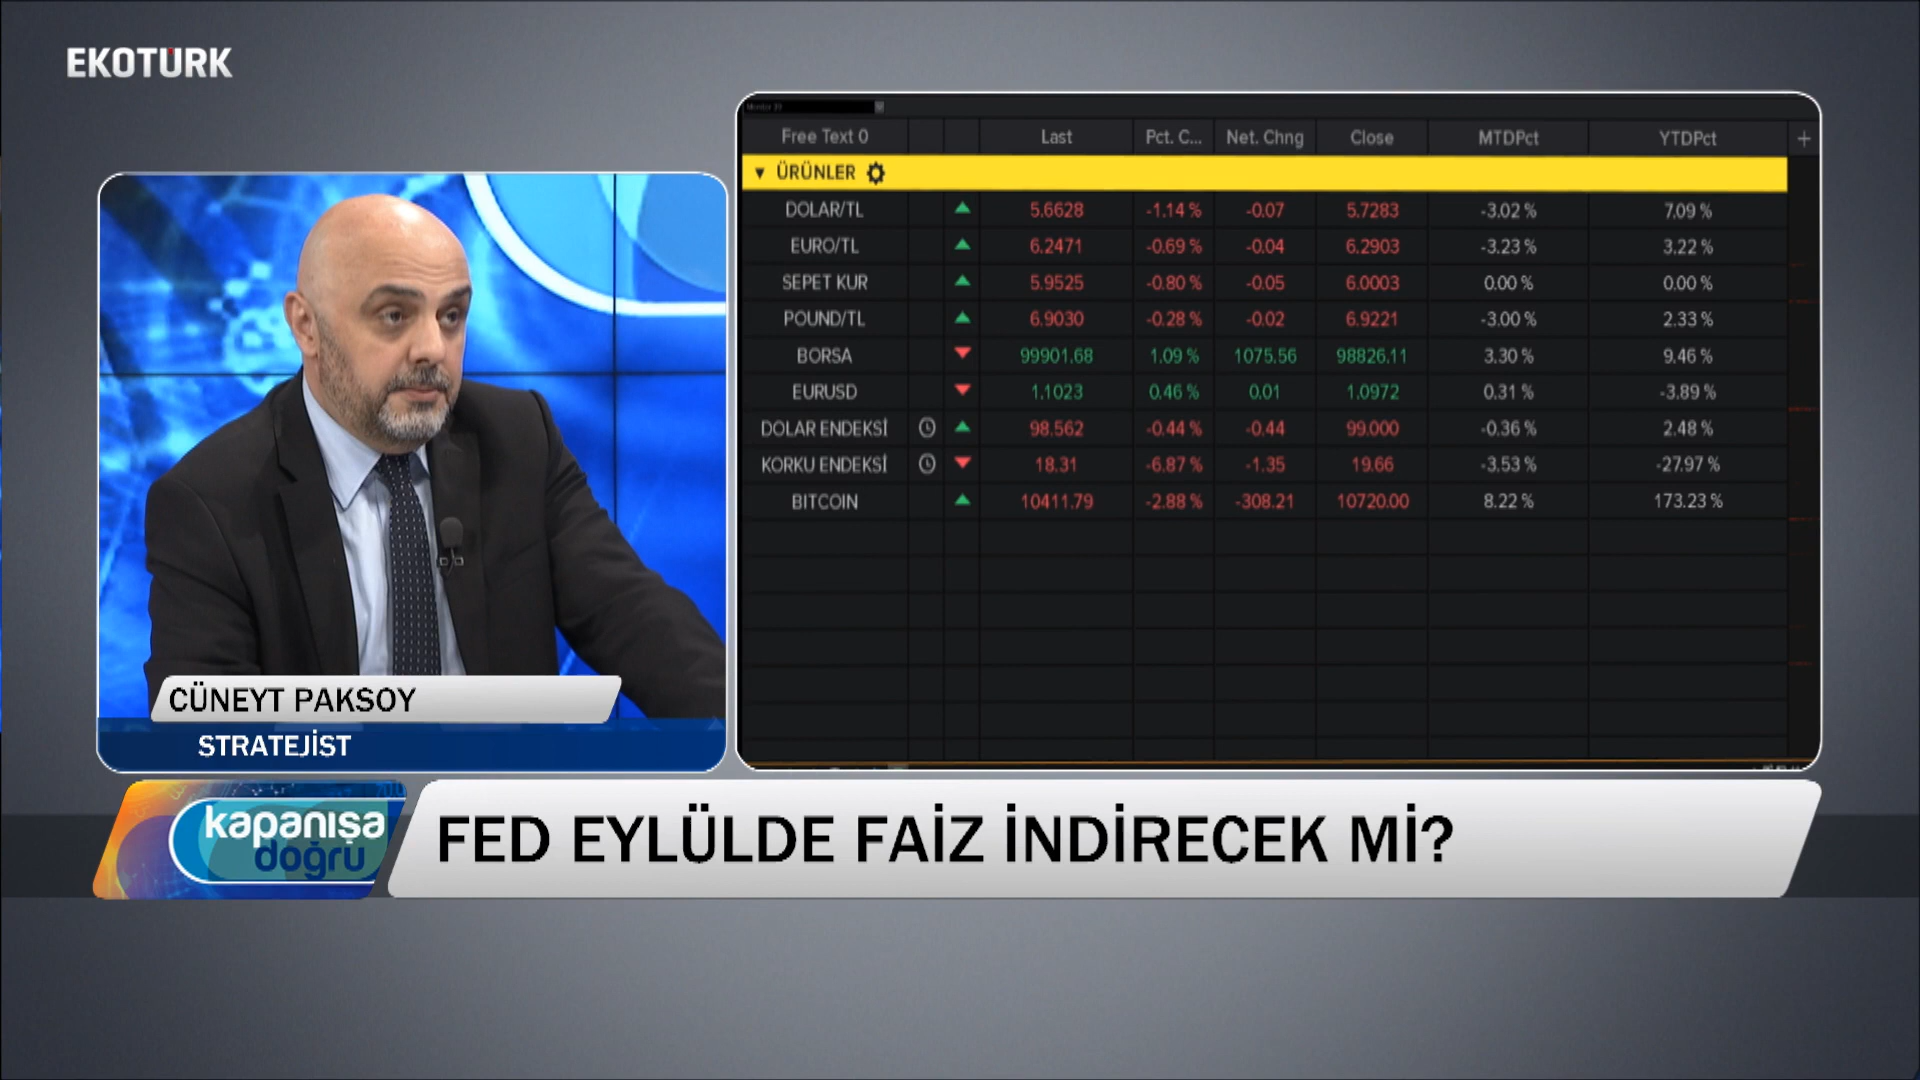 EKOTÜRK
Monitor 39
Free Text 0 Last Pct. C... Net. Chng Close MTDPct YTDPct +
ÜRÜNLER
DOLAR/TL 5.6628 -1.14 % -0.07 5.7283 -3.02 % 7.09 %
EURO/TL 6.2471 -0.69 % -0.04 6.2903 -3.23 % 3.22 %
SEPET KUR 5.9525 -0.80 % -0.05 6.0003 0.00 % 0.00 %
POUND/TL 6.9030 -0.28 % -0.02 6.9221 -3.00 % 2.33 %
BORSA 99901.68 1.09 % 1075.56 98826.11 3.30 % 9.46 %
EURUSD 1.1023 0.46 % 0.01 1.0972 0.31 % -3.89 %
DOLAR ENDEKSİ 98.562 -0.44 % -0.44 99.000 -0.36 % 2.48 %
KORKU ENDEKSİ 18.31 -6.87 % -1.35 19.66 -3.53 % -27.97 %
BITCOIN 10411.79 -2.88 % -308.21 10720.00 8.22 % 173.23 %
CÜNEYT PAKSOY
STRATEJİST
kapanışa
doğru
FED EYLÜLDE FAİZ İNDİRECEK Mİ?